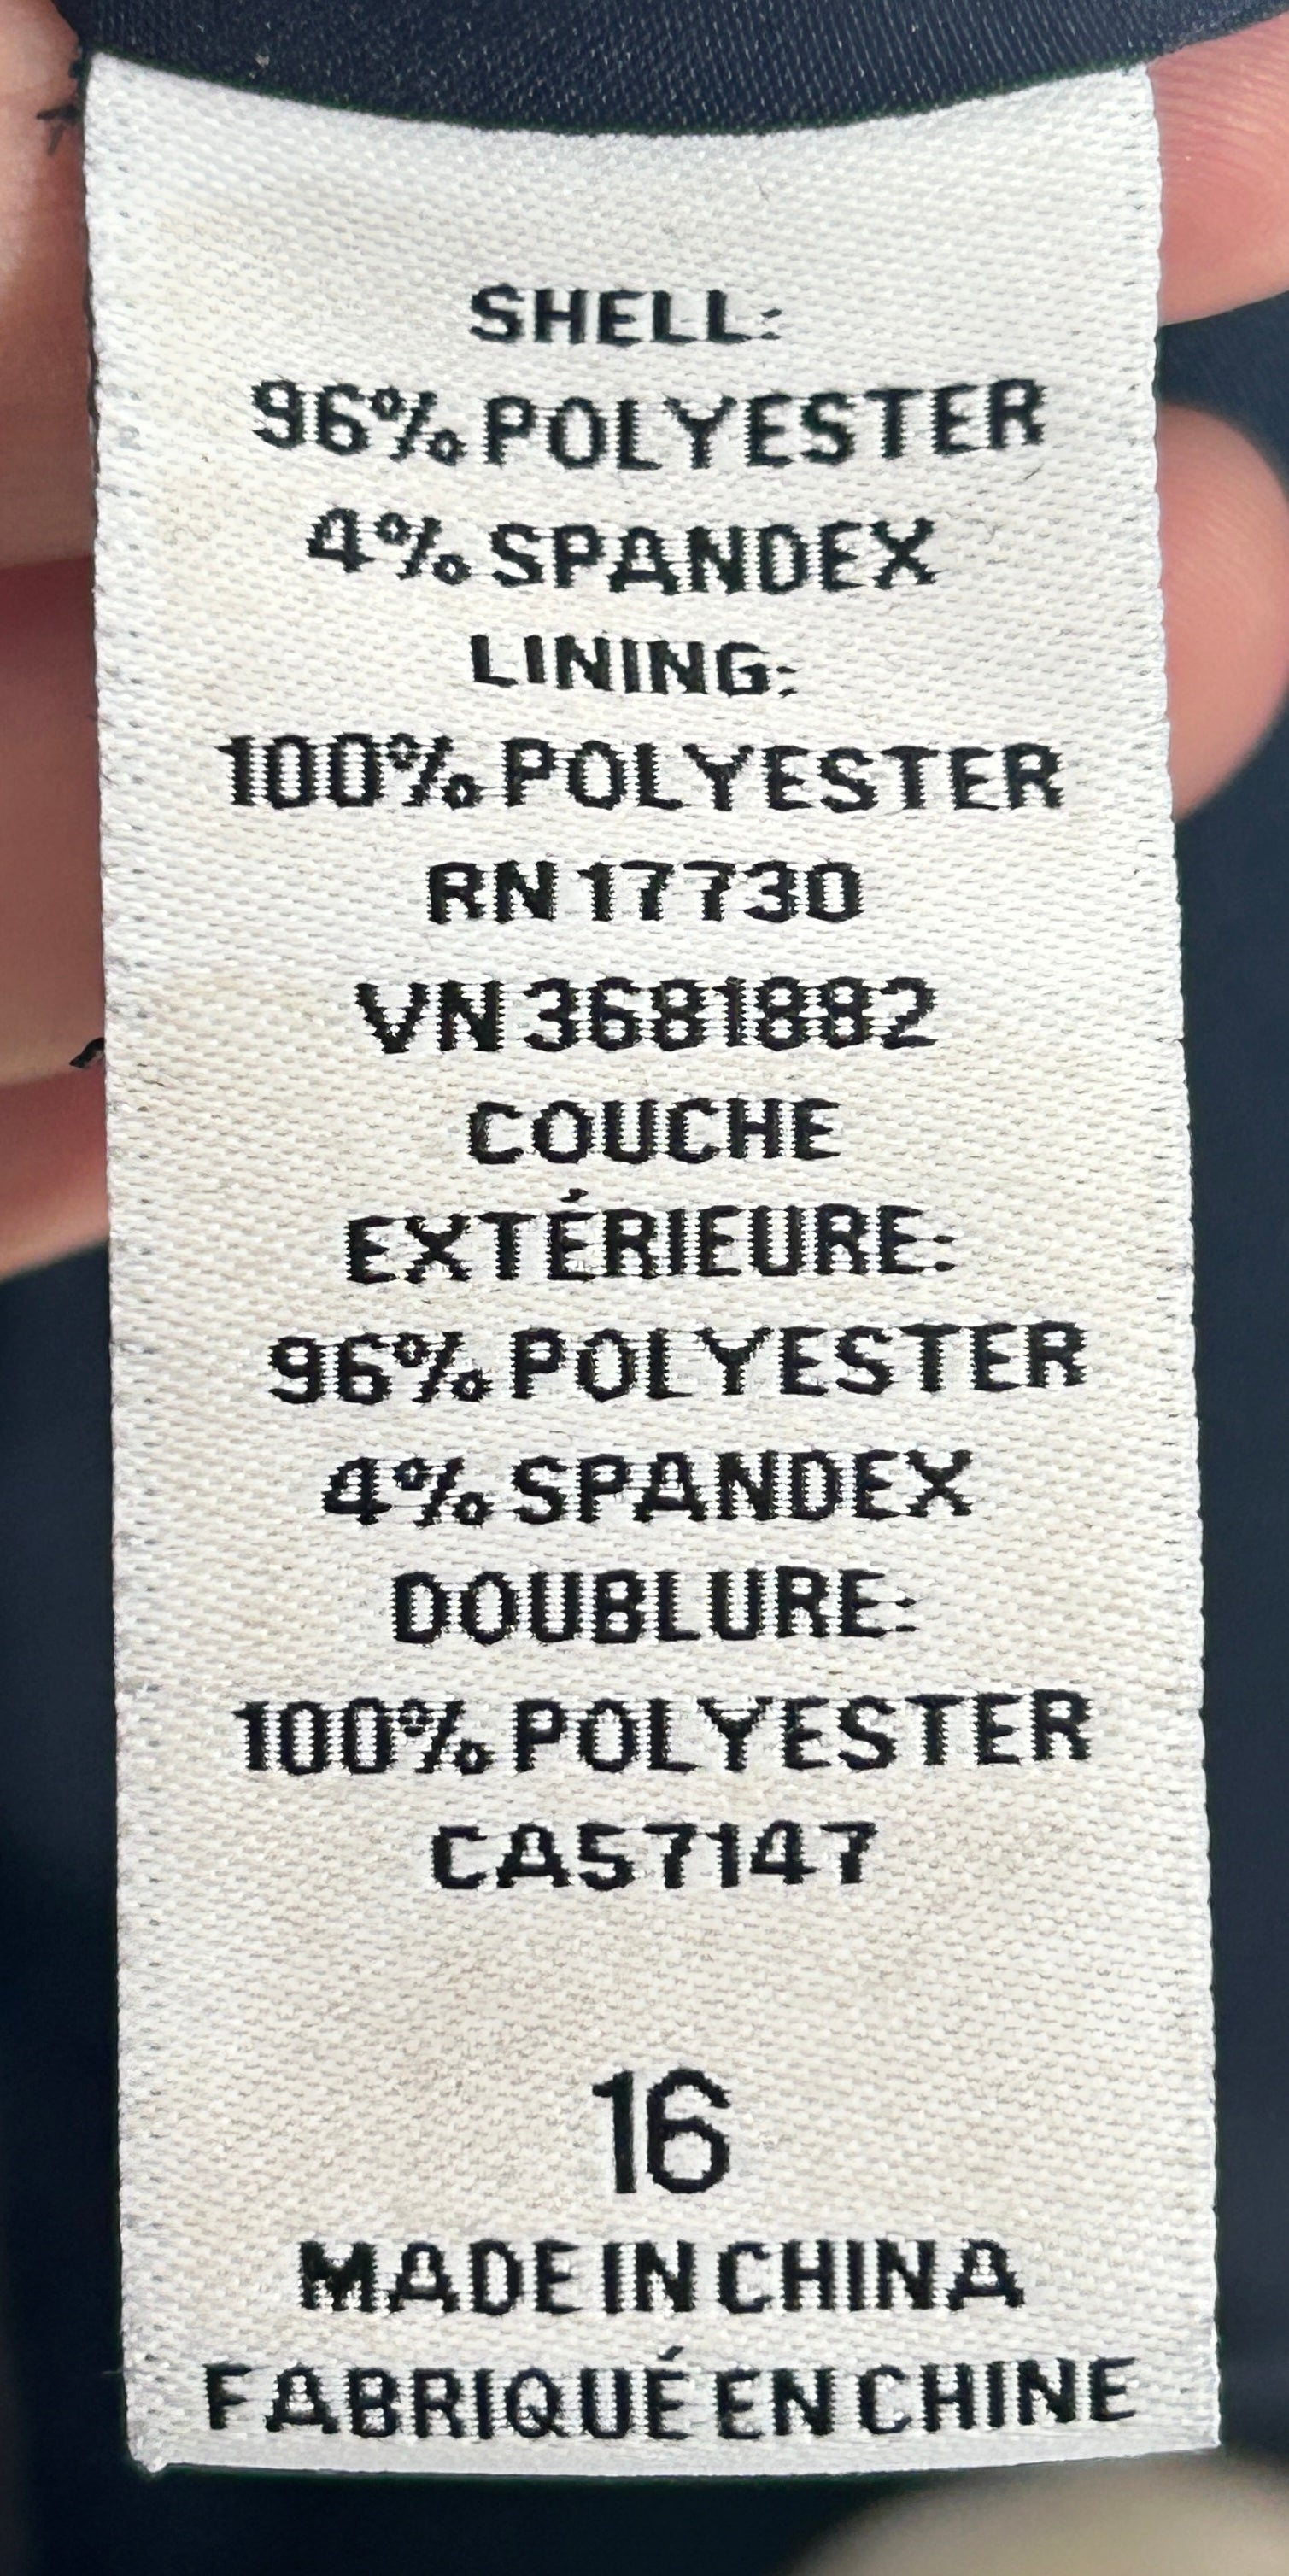 SHELL:
96% POLYESTER
4% SPANDEX
LINING:
100% POLYESTER
RN 17730
VN 3681882
COUCHE
EXTÉRIEURE:
96% POLYESTER
4% SPANDEX
DOUBLURE:
100% POLYESTER
CA57147
16
MADE IN CHINA
FABRIQUÉ EN CHINE